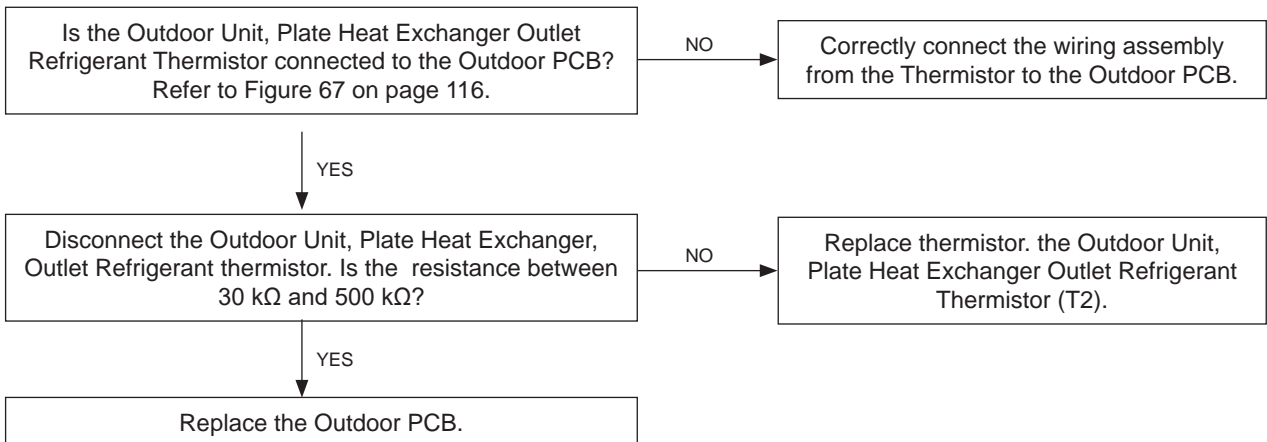 Is the Outdoor Unit, Plate Heat Exchanger Outlet
Refrigerant Thermistor connected to the Outdoor PCB?
Refer to Figure 67 on page 116.
NO
Correctly connect the wiring assembly
from the Thermistor to the Outdoor PCB.
YES
Disconnect the Outdoor Unit, Plate Heat Exchanger,
Outlet Refrigerant thermistor. Is the resistance between
30 kΩ and 500 kΩ?
NO
Replace thermistor. the Outdoor Unit,
Plate Heat Exchanger Outlet Refrigerant
Thermistor (T2).
YES
Replace the Outdoor PCB.